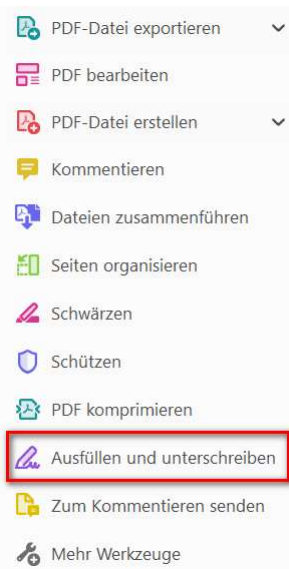 PDF-Datei exportieren
PDF bearbeiten
PDF-Datei erstellen
Kommentieren
Dateien zusammenführen
Seiten organisieren
Schwärzen
Schützen
PDF komprimieren
Ausfüllen und unterschreiben
Zum Kommentieren senden
Mehr Werkzeuge